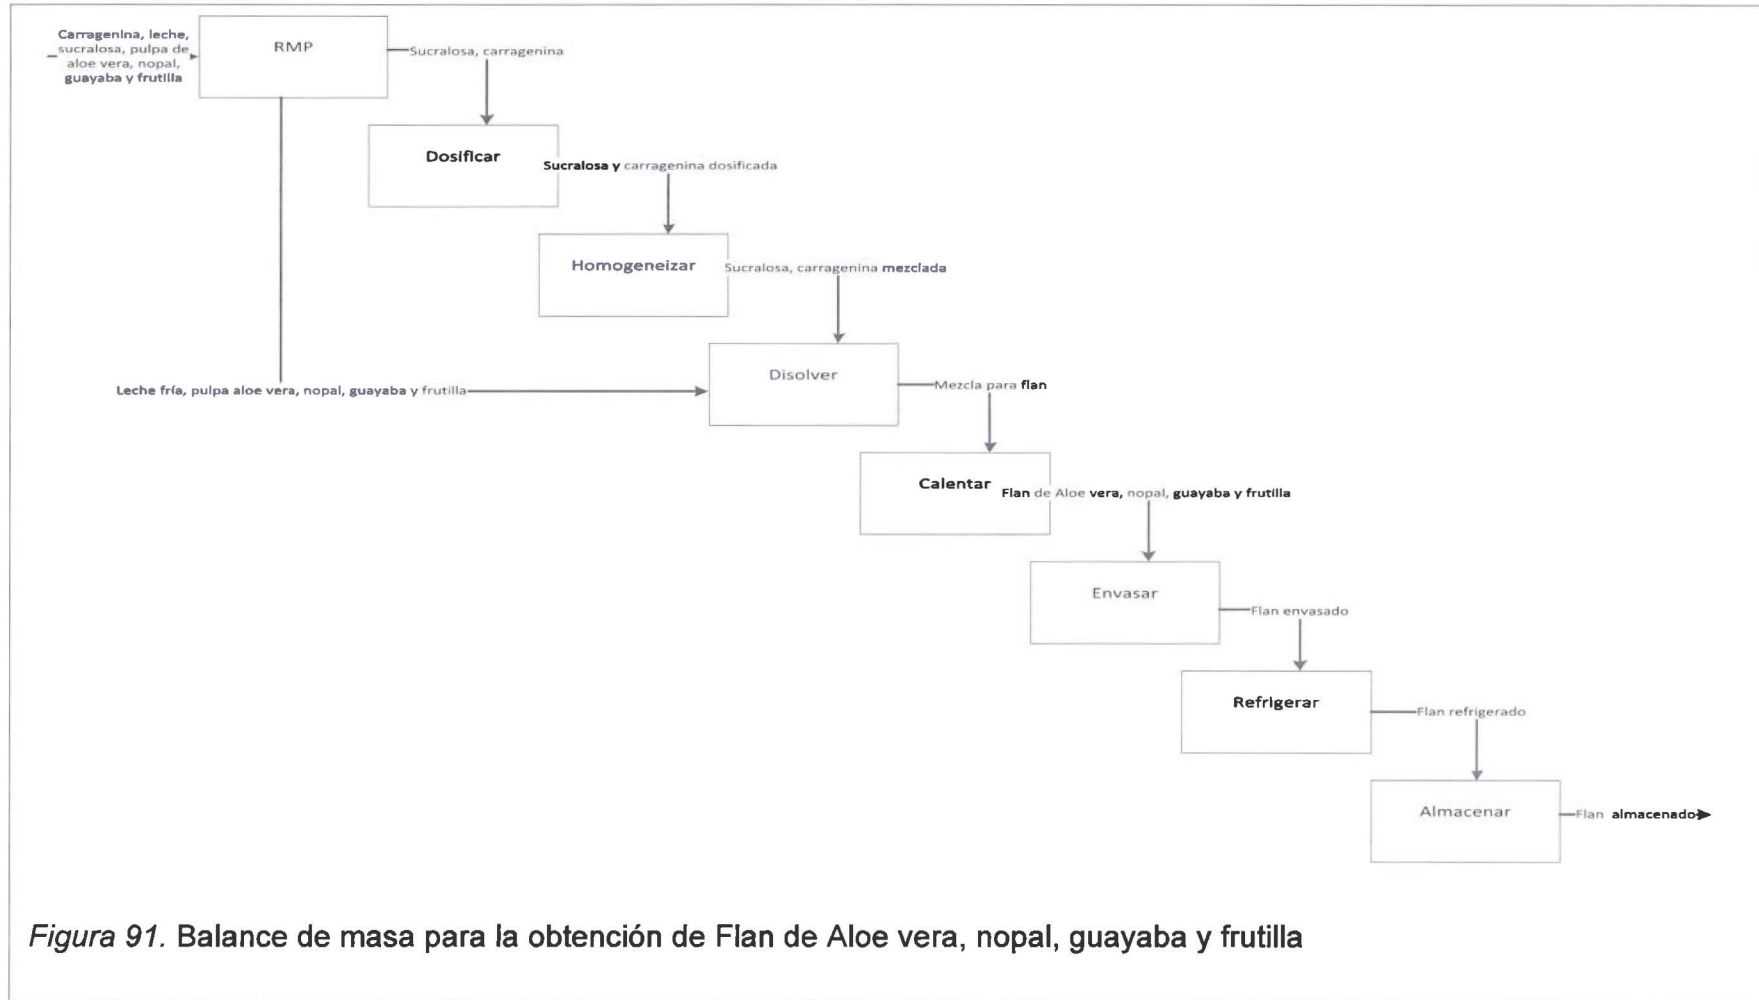 Carragenina, leche,
sucralosa, pulpa de
aloe vera, nopal,
guayaba y frutilla
RMP
Sucralosa, carragenina
Dosificar
Sucralosa y carragenina dosificada
Homogeneizar
Sucralosa, carragenina mezclada
Disolver
Leche fría, pulpa aloe vera, nopal, guayaba y frutilla
Mezcla para flan
Calentar
Flan de Aloe vera, nopal, guayaba y frutilla
Envasar
Flan envasado
Refrigerar
Flan refrigerado
Almacenar
Flan almacenado
Figura 91. Balance de masa para la obtención de Flan de Aloe vera, nopal, guayaba y frutilla